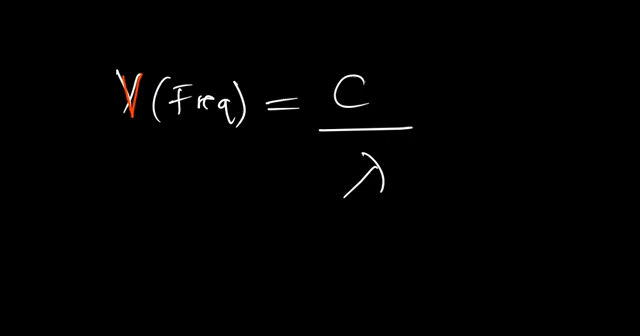 V (Freq) = C
λ